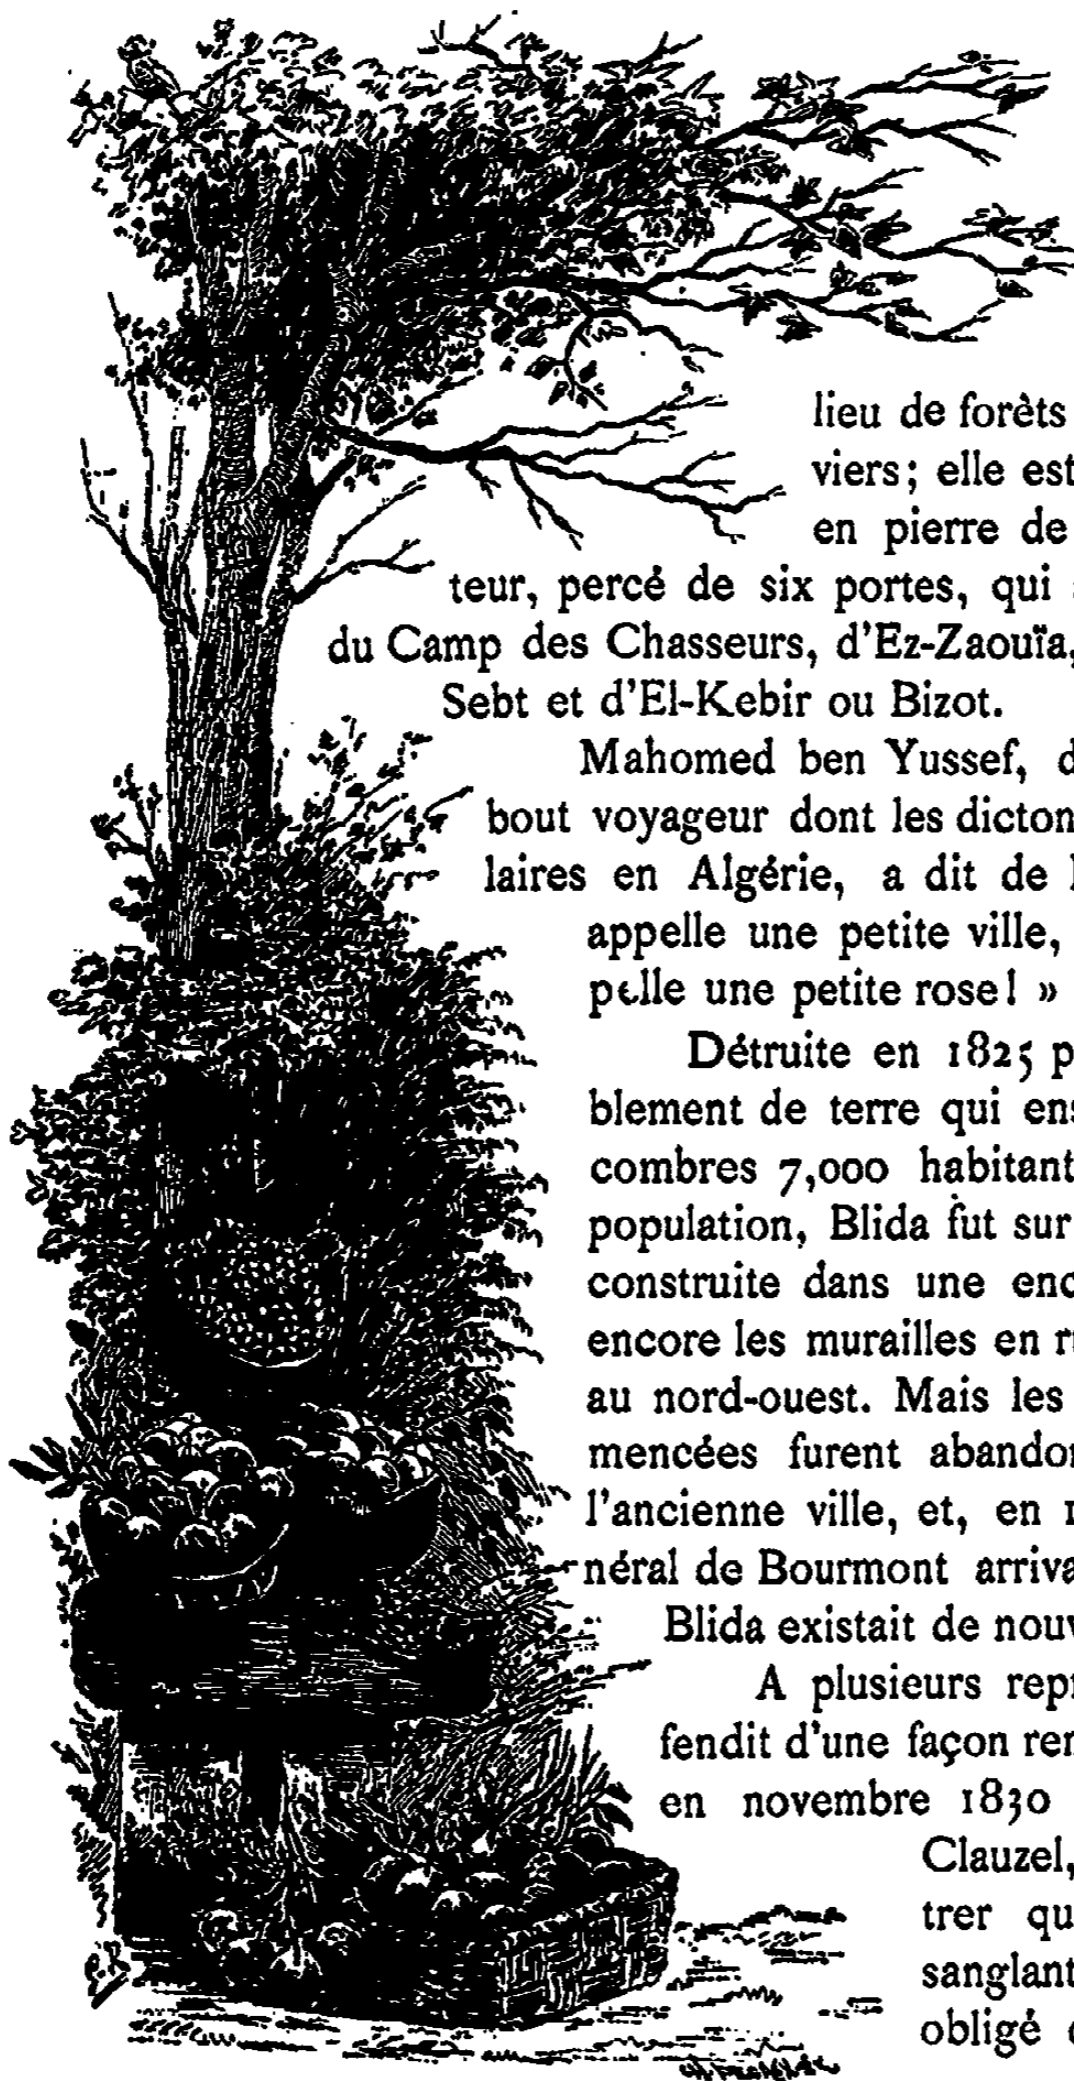 lieu de forêts
viers; elle est
en pierre de
teur, percé de six portes, qui
du Camp des Chasseurs, d'Ez-Zaouïa,
Sebt et d'El-Kebir ou Bizot.
Mahomed ben Yussef, d
bout voyageur dont les dicton
laires en Algérie, a dit de
appelle une petite ville,
pelle une petite rose! »
Détruite en 1825 p
blement de terre qui ens
combres 7,000 habitant
population, Blida fut sur
construite dans une enc
encore les murailles en r
au nord-ouest. Mais les
mencées furent abandon
l'ancienne ville, et, en 1
néral de Bourmont arriva
Blida existait de nouv
A plusieurs repr
fendit d'une façon rem
en novembre 1830
Clauzel,
trer qu
sanglant
obligé